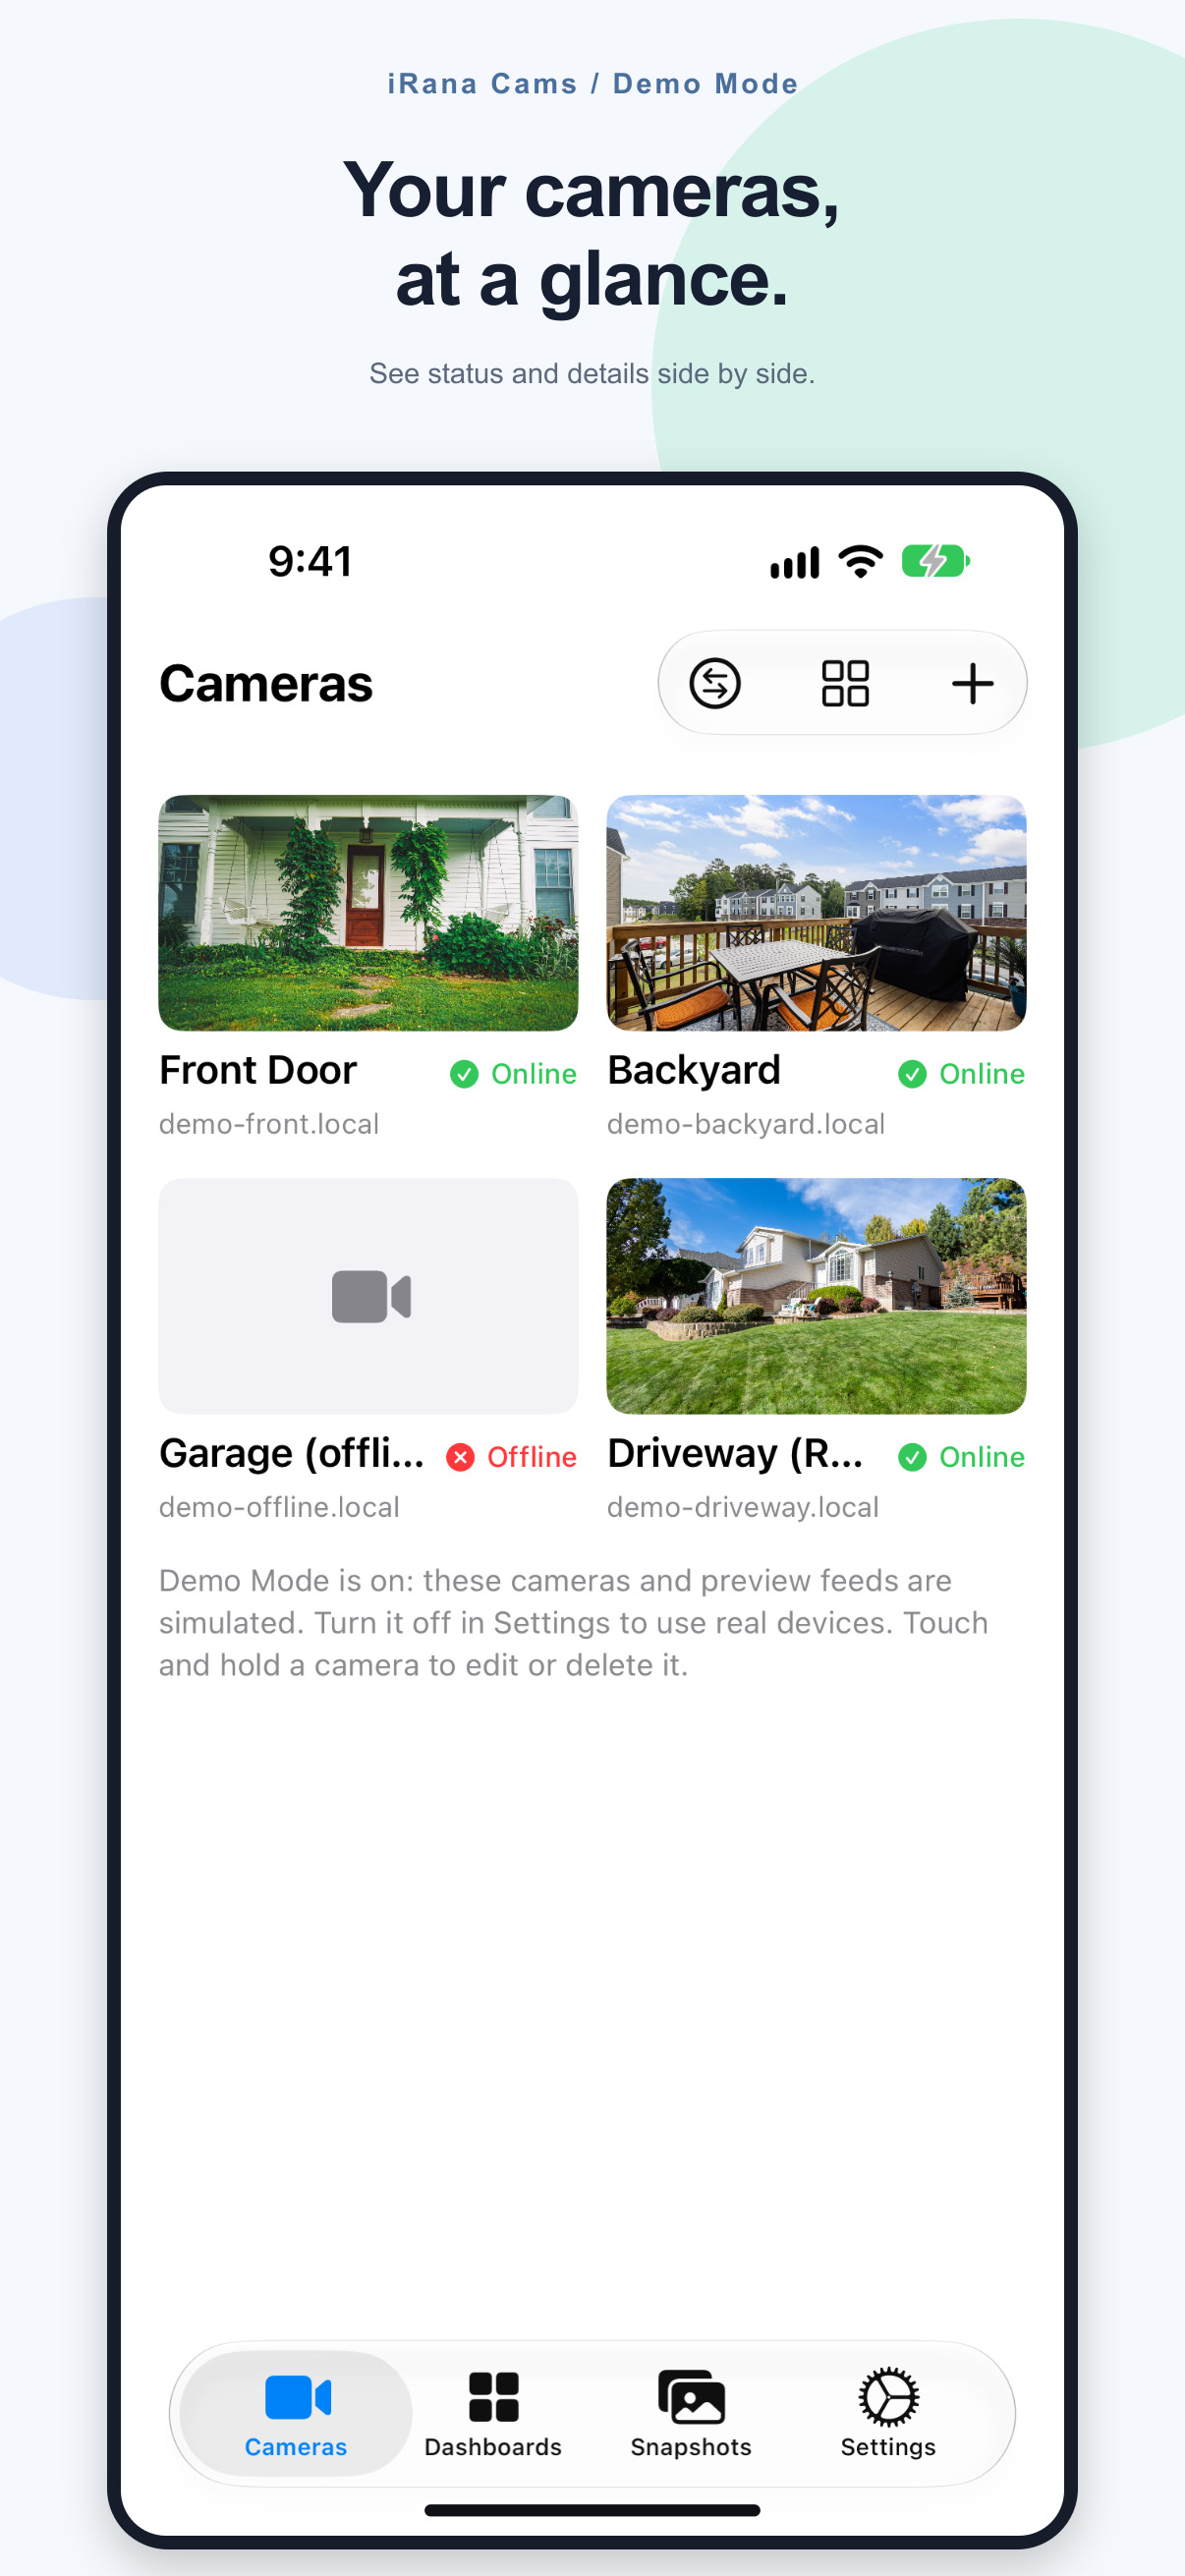 iRana Cams / Demo Mode
Your cameras,
at a glance.
See status and details side by side.
9:41
Cameras
Front Door
Online
demo-front.local
Backyard
Online
demo-backyard.local
Garage (offli...
Offline
demo-offline.local
Driveway (R...
Online
demo-driveway.local
Demo Mode is on: these cameras and preview feeds are
simulated. Turn it off in Settings to use real devices. Touch
and hold a camera to edit or delete it.
Cameras
Dashboards
Snapshots
Settings